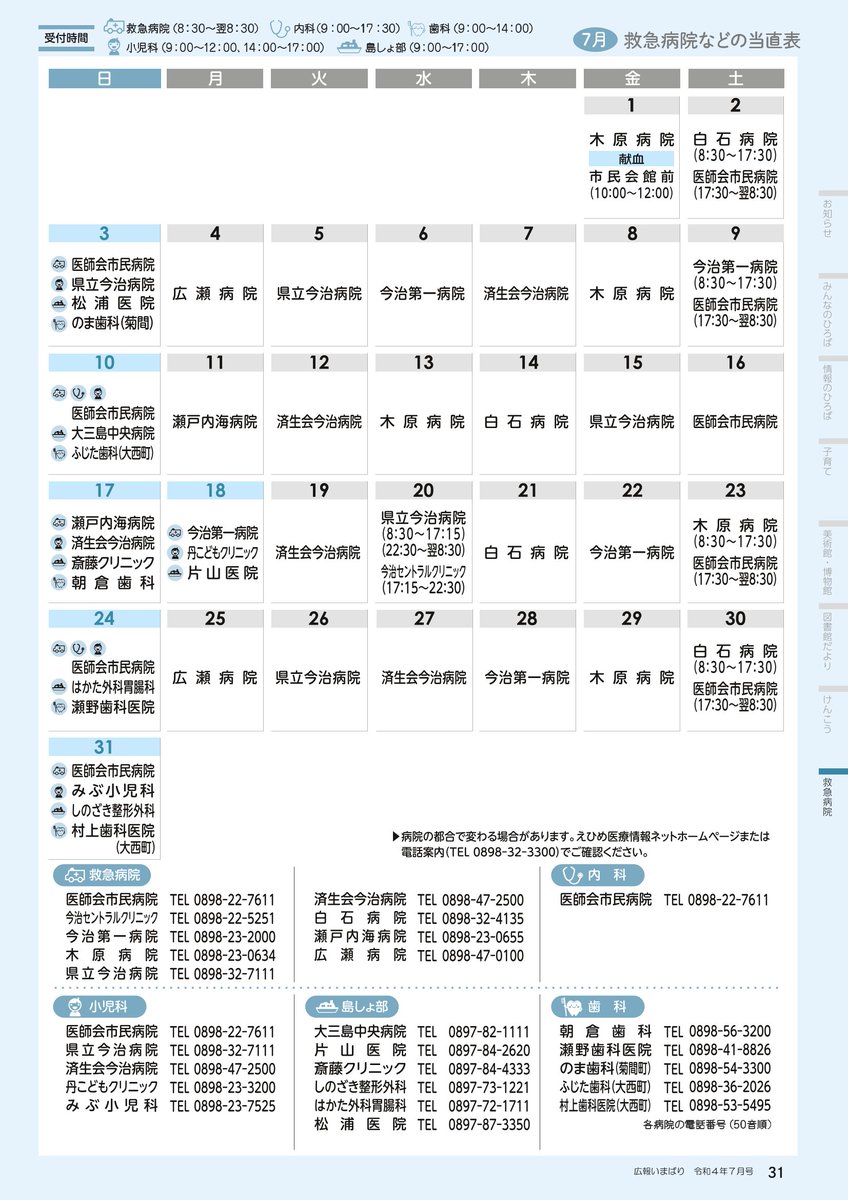 受付時間
救急病院（8：30～翌8：30） 内科（9：00～17：30） 歯科（9：00～14：00）
小児科（9：00～12：00、14：00～17：00） 島しょ部（9：00～17：00）
7月 救急病院などの当直表
日 月 火 水 木 金 土
1 2
木原病院
献血
市民会館前
(10:00～12:00)
白石病院
(8:30～17:30)
医師会市民病院
(17:30～翌8:30)
3 4 5 6 7 8 9
医師会市民病院
県立今治病院
松浦医院
のま歯科(菊間)
広瀬病院
県立今治病院
今治第一病院
済生会今治病院
木原病院
今治第一病院
(8:30～17:30)
医師会市民病院
(17:30～翌8:30)
10 11 12 13 14 15 16
医師会市民病院
大三島中央病院
ふじた歯科(大西町)
瀬戸内海病院
済生会今治病院
木原病院
白石病院
県立今治病院
医師会市民病院
17 18 19 20 21 22 23
瀬戸内海病院
済生会今治病院
斎藤クリニック
朝倉歯科
今治第一病院
丹こどもクリニック
片山医院
済生会今治病院
県立今治病院
(8:30～17:15)
(22:30～翌8:30)
今治セントラルクリニック
(17:15～22:30)
白石病院
今治第一病院
木原病院
(8:30～17:30)
医師会市民病院
(17:30～翌8:30)
24 25 26 27 28 29 30
医師会市民病院
はかた外科胃腸科
瀬野歯科医院
広瀬病院
県立今治病院
済生会今治病院
今治第一病院
木原病院
白石病院
(8:30～17:30)
医師会市民病院
(17:30～翌8:30)
31
医師会市民病院
みぶ小児科
しのざき整形外科
村上歯科医院
(大西町)
▶病院の都合で変わる場合があります。えひめ医療情報ネットホームページまたは
電話案内(TEL 0898-32-3300)でご確認ください。
救急病院
医師会市民病院 TEL 0898-22-7611
今治セントラルクリニック TEL 0898-22-5251
今治第一病院 TEL 0898-23-2000
木原病院 TEL 0898-23-0634
県立今治病院 TEL 0898-32-7111
済生会今治病院 TEL 0898-47-2500
白石病院 TEL 0898-32-4135
瀬戸内海病院 TEL 0898-23-0655
広瀬病院 TEL 0898-47-0100
内科
医師会市民病院 TEL 0898-22-7611
小児科
医師会市民病院 TEL 0898-22-7611
県立今治病院 TEL 0898-32-7111
済生会今治病院 TEL 0898-47-2500
丹こどもクリニック TEL 0898-23-3200
みぶ小児科 TEL 0898-23-7525
島しょ部
大三島中央病院 TEL 0897-82-1111
片山医院 TEL 0897-84-2620
斎藤クリニック TEL 0897-84-4333
しのざき整形外科 TEL 0897-73-1221
はかた外科胃腸科 TEL 0897-72-1711
松浦医院 TEL 0897-87-3350
歯科
朝倉歯科 TEL 0898-56-3200
瀬野歯科医院 TEL 0898-41-8826
のま歯科(菊間町) TEL 0898-54-3300
ふじた歯科(大西町) TEL 0898-36-2026
村上歯科医院(大西町) TEL 0898-53-5495
各病院の電話番号（50音順）
お知らせ
みんなのひろば
情報のひろば
子育て
美術館・博物館
図書館だより
けんこう
救急病院
広報いまばり 令和4年7月号 31